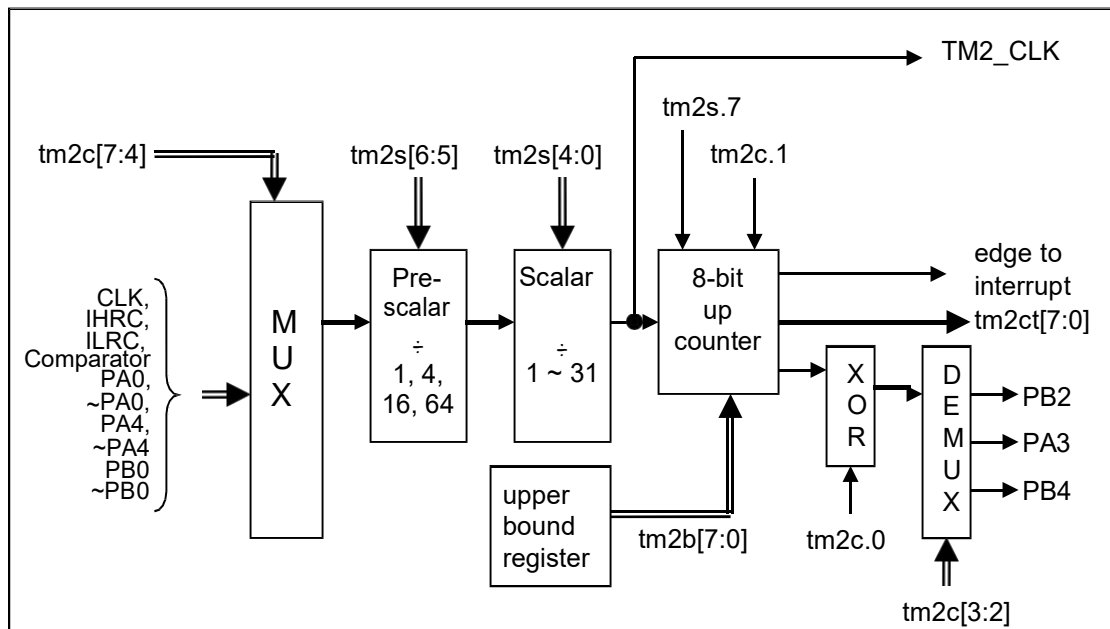 TM2_CLK
tm2s.7
tm2c[7:4]
tm2s[6:5]
tm2s[4:0]
tm2c.1
CLK,
IHRC,
ILRC,
Comparator
PA0,
~PA0,
PA4,
~PA4
PB0
~PB0
M
U
X
Pre-
scalar
÷
1, 4,
16, 64
Scalar
÷
1 ~ 31
8-bit
up
counter
edge to
interrupt
tm2ct[7:0]
X
O
R
D
E
M
U
X
PB2
PA3
PB4
upper
bound
register
tm2b[7:0]
tm2c.0
tm2c[3:2]